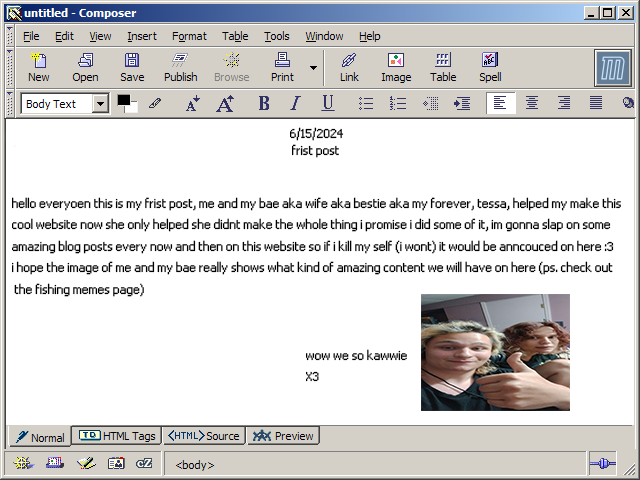 untitled - Composer
File Edit View Insert Format Table Tools Window Help
New Open Save Publish Browse Print Link Image Table Spell
Body Text A A B I U
6/15/2024
frist post
hello everyoen this is my frist post, me and my bae aka wife aka bestie aka my forever, tessa, helped my make this
cool website now she only helped she didnt make the whole thing i promise i did some of it, im gonna slap on some
amazing blog posts every now and then on this website so if i kill my self (i wont) it would be anncouced on here :3
i hope the image of me and my bae really shows what kind of amazing content we will have on here (ps. check out
the fishing memes page)
wow we so kawwie
X3
Normal TD HTML Tags <HTML> Source Preview
cZ <body>